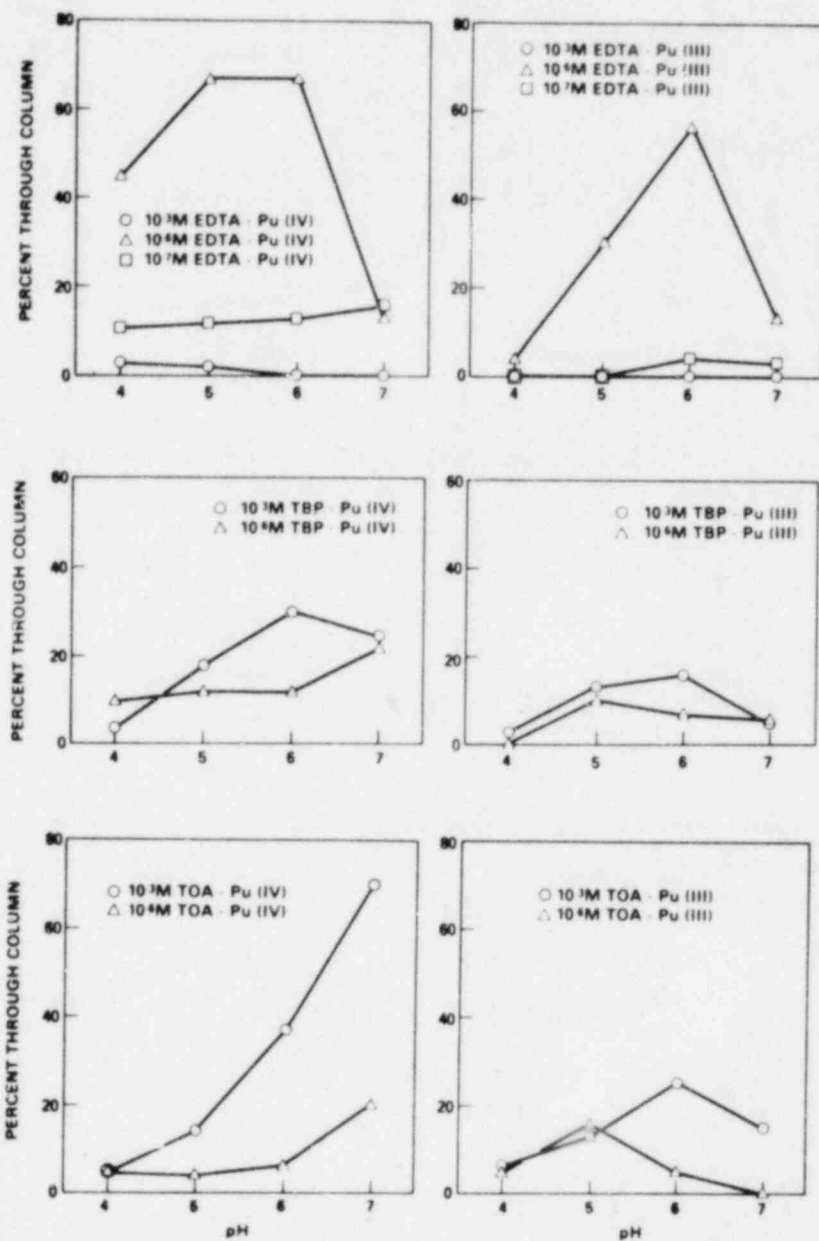 PERCENT THROUGH COLUMN
80
60
40
20
0
4 5 6 7
10⁻³M EDTA - Pu (IV)
10⁻⁶M EDTA - Pu (IV)
10⁻⁷M EDTA - Pu (IV)
80
60
40
20
0
4 5 6 7
10⁻³M EDTA - Pu (III)
10⁻⁶M EDTA - Pu (III)
10⁻⁷M EDTA - Pu (III)
PERCENT THROUGH COLUMN
60
40
20
0
4 5 6 7
10⁻³M TBP - Pu (IV)
10⁻⁶M TBP - Pu (IV)
60
40
20
0
4 5 6 7
10⁻³M TBP - Pu (III)
10⁻⁶M TBP - Pu (III)
PERCENT THROUGH COLUMN
80
60
40
20
0
4 5 6 7
pH
10⁻³M TOA - Pu (IV)
10⁻⁶M TOA - Pu (IV)
80
60
40
20
0
4 5 6 7
pH
10⁻³M TOA - Pu (III)
10⁻⁶M TOA - Pu (III)